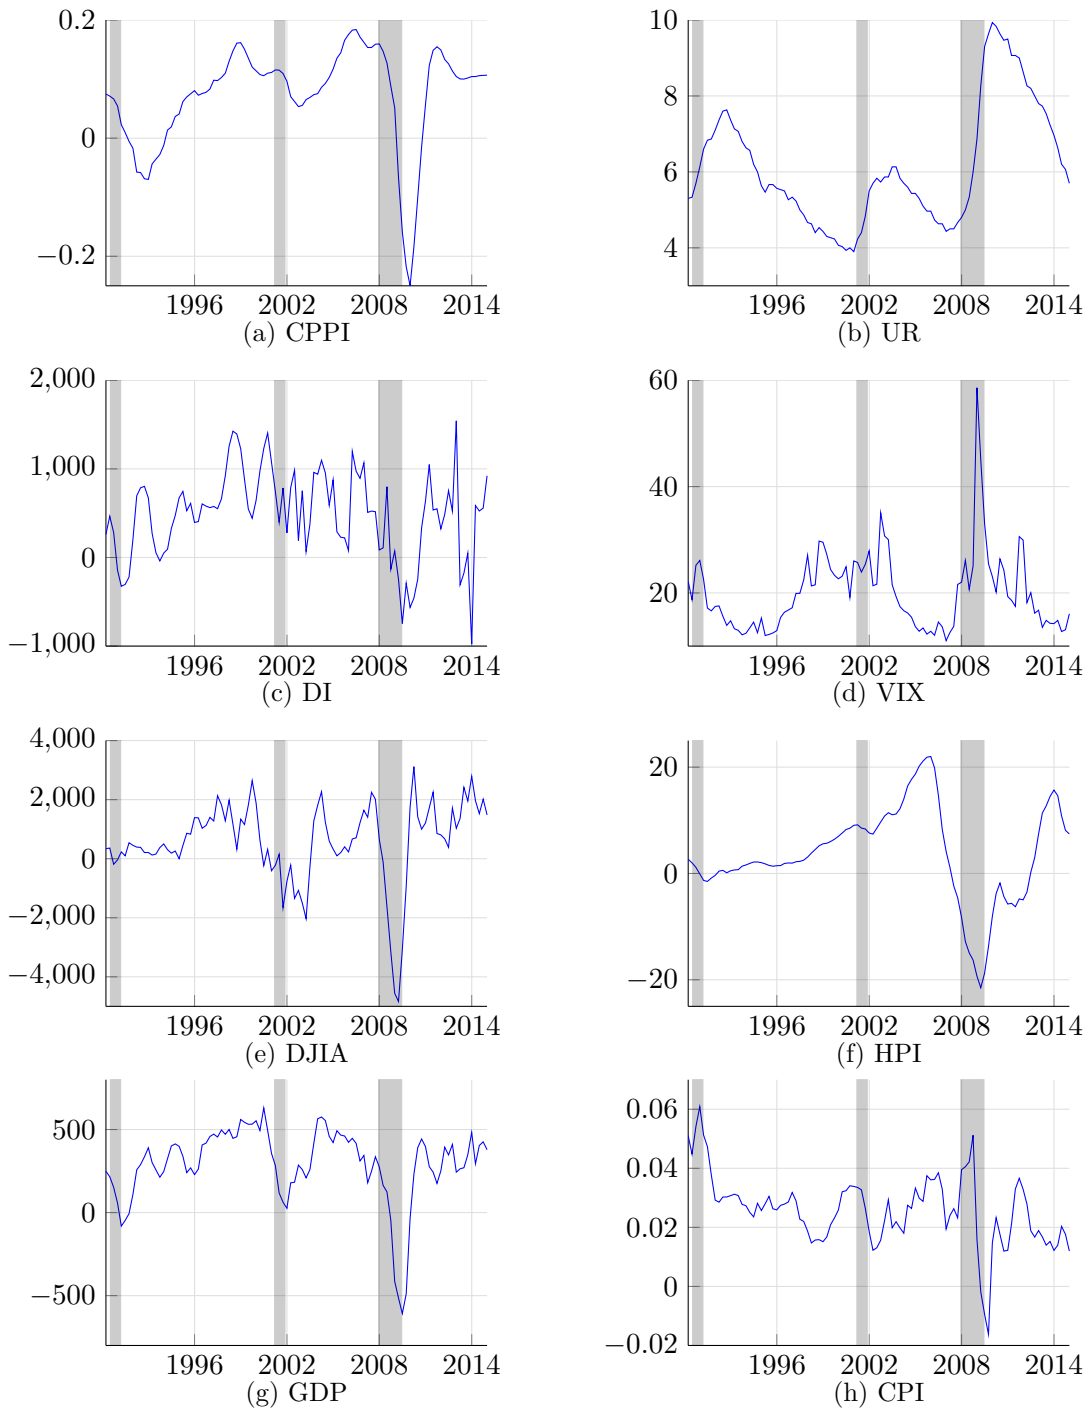 0.2
0
−0.2
1996 2002 2008 2014
(a) CPPI
10
8
6
4
1996 2002 2008 2014
(b) UR
2,000
1,000
0
−1,000
1996 2002 2008 2014
(c) DI
60
40
20
1996 2002 2008 2014
(d) VIX
4,000
2,000
0
−2,000
−4,000
1996 2002 2008 2014
(e) DJIA
20
0
−20
1996 2002 2008 2014
(f) HPI
500
0
−500
1996 2002 2008 2014
(g) GDP
0.06
0.04
0.02
0
−0.02
1996 2002 2008 2014
(h) CPI